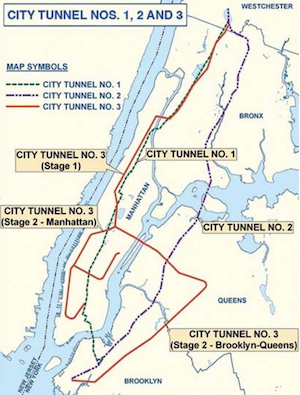 CITY TUNNEL NOS. 1, 2 AND 3
WESTCHESTER
MAP SYMBOLS
CITY TUNNEL NO. 1
CITY TUNNEL NO. 2
CITY TUNNEL NO. 3
BRONX
CITY TUNNEL NO. 3
(Stage 1)
CITY TUNNEL NO. 1
MANHATTAN
CITY TUNNEL NO. 3
(Stage 2 - Manhattan)
CITY TUNNEL NO. 2
QUEENS
CITY TUNNEL NO. 3
(Stage 2 - Brooklyn-Queens)
NEW JERSEY
NEW YORK
BROOKLYN